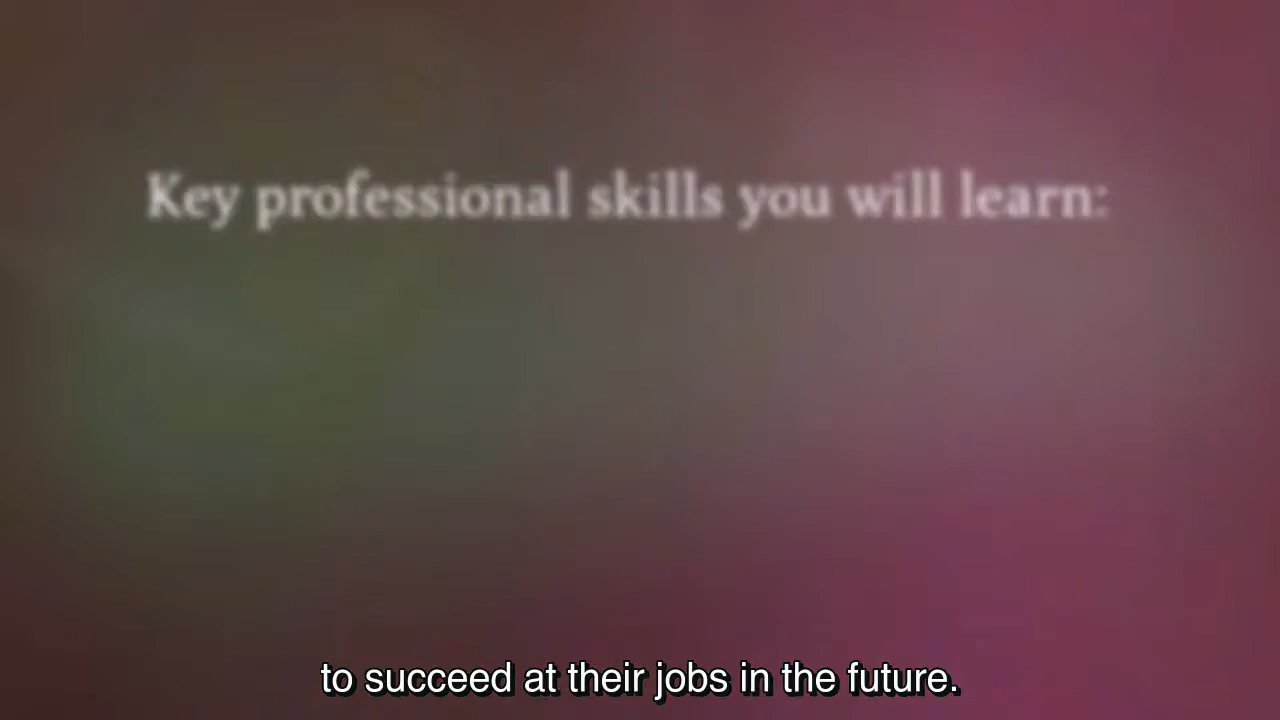 Key professional skills you will learn:
to succeed at their jobs in the future.